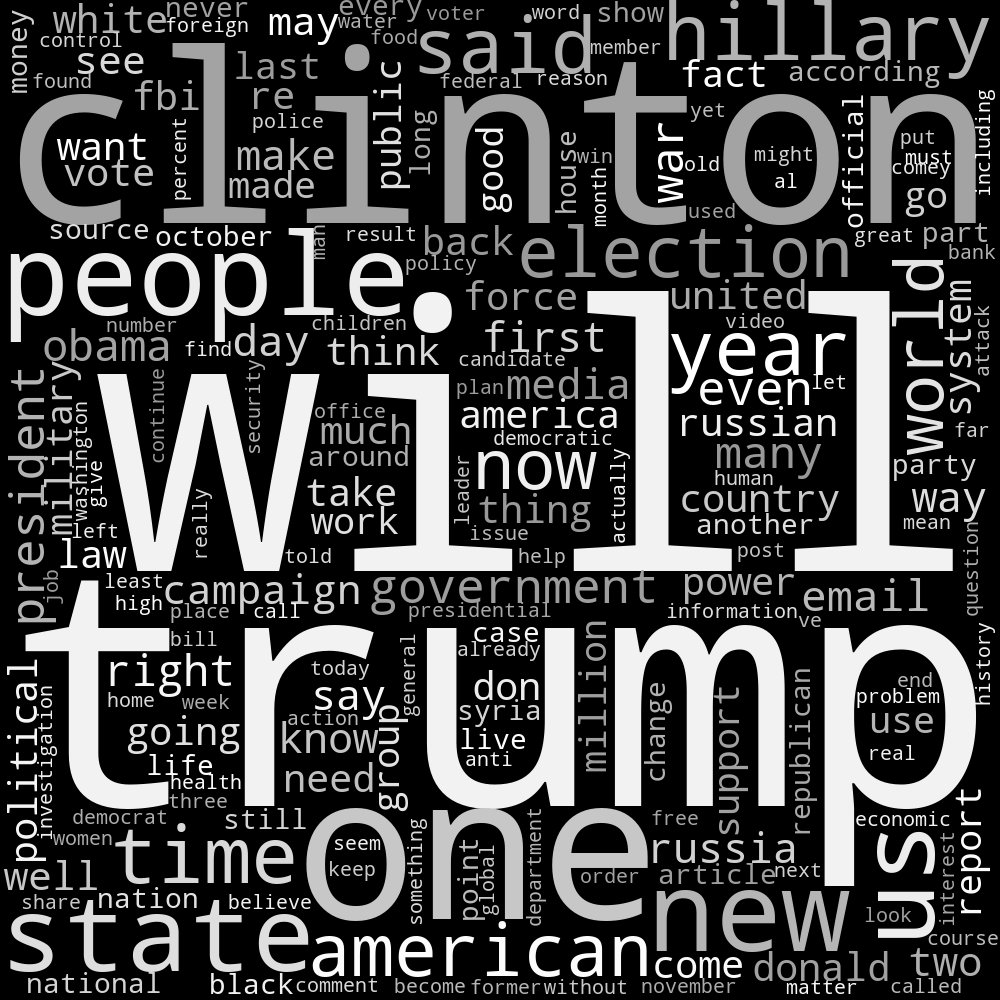 money
control
found
white
see
fbi
want
vote
percent
source
never
foreign
last
re
police
make
made
october
may
every
water
food
public
long
result
man
voter
said
federal
good
back
policy
word
member
reason
house
month
win
show
hillary
fact
according
war
old
used
yet
might
al
official
put
must
comey
go
including
great
part
bank
clinton
people
election
number
children
obama
find
day
think
force
first
candidate
united
video
year
even
let
world
system
attack
president
military
washington
give
continue
security
office
much
around
plan
media
america
democratic
now
russian
many
human
country
another
far
party
way
mean
left
law
really
take
work
told
leader
thing
issue
help
actually
post
will
job
least
high
campaign
place
call
government
presidential
power
information
email
ve
question
history
bill
right
home
week
today
say
general
case
already
don
syria
live
anti
million
change
support
republican
end
problem
use
real
political
investigation
going
life
health
three
action
know
need
group
trump
democrat
women
still
time
well
share
nation
believe
seem
keep
one
something
point
global
department
order
free
russia
article
next
economic
us
report
interest
look
course
state
american
new
national
black
comment
become
former
without
come
november
donald
matter
two
called